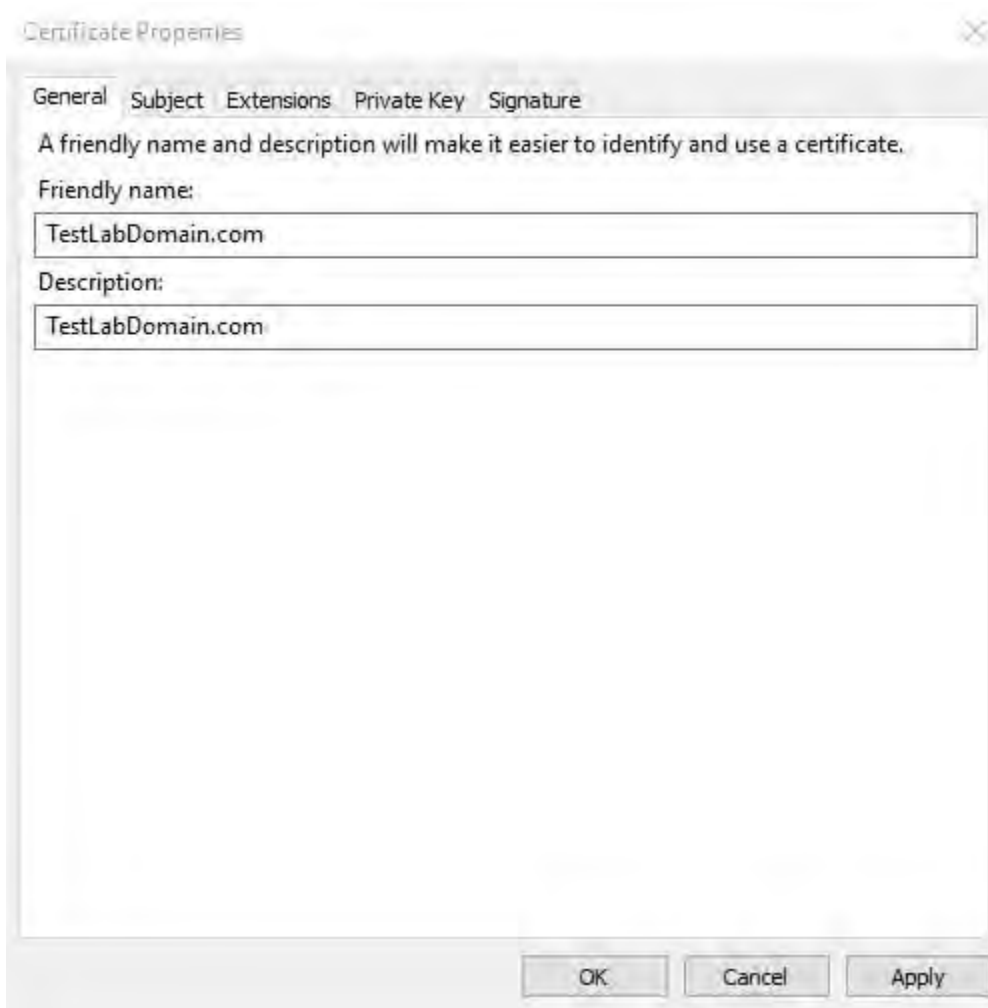 Certificate Properties
General Subject Extensions Private Key Signature
A friendly name and description will make it easier to identify and use a certificate.
Friendly name:
TestLabDomain.com
Description:
TestLabDomain.com
OK Cancel Apply